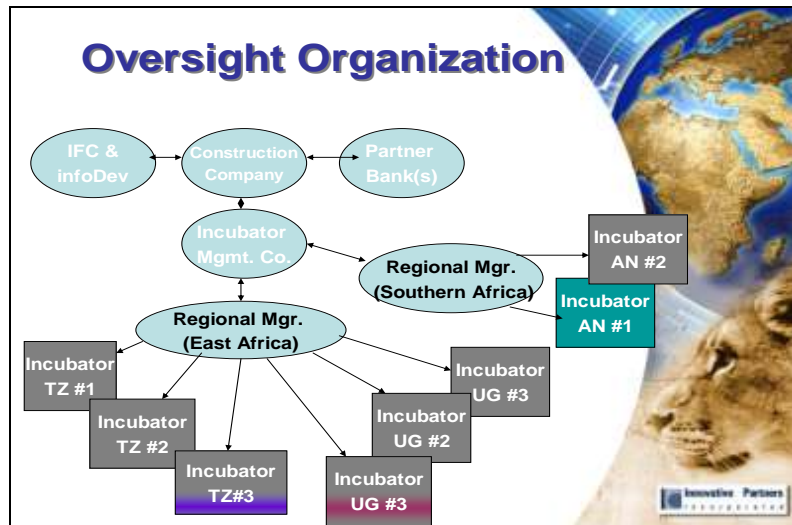 Oversight Organization
IFC &
infoDev
Construction
Company
Partner
Bank(s)
Incubator
Mgmt. Co.
Regional Mgr.
(Southern Africa)
Incubator
AN #2
Incubator
AN #1
Regional Mgr.
(East Africa)
Incubator
TZ #1
Incubator
TZ #2
Incubator
TZ#3
Incubator
UG #3
Incubator
UG #2
Incubator
UG #3
Innovative Partners
incorporated